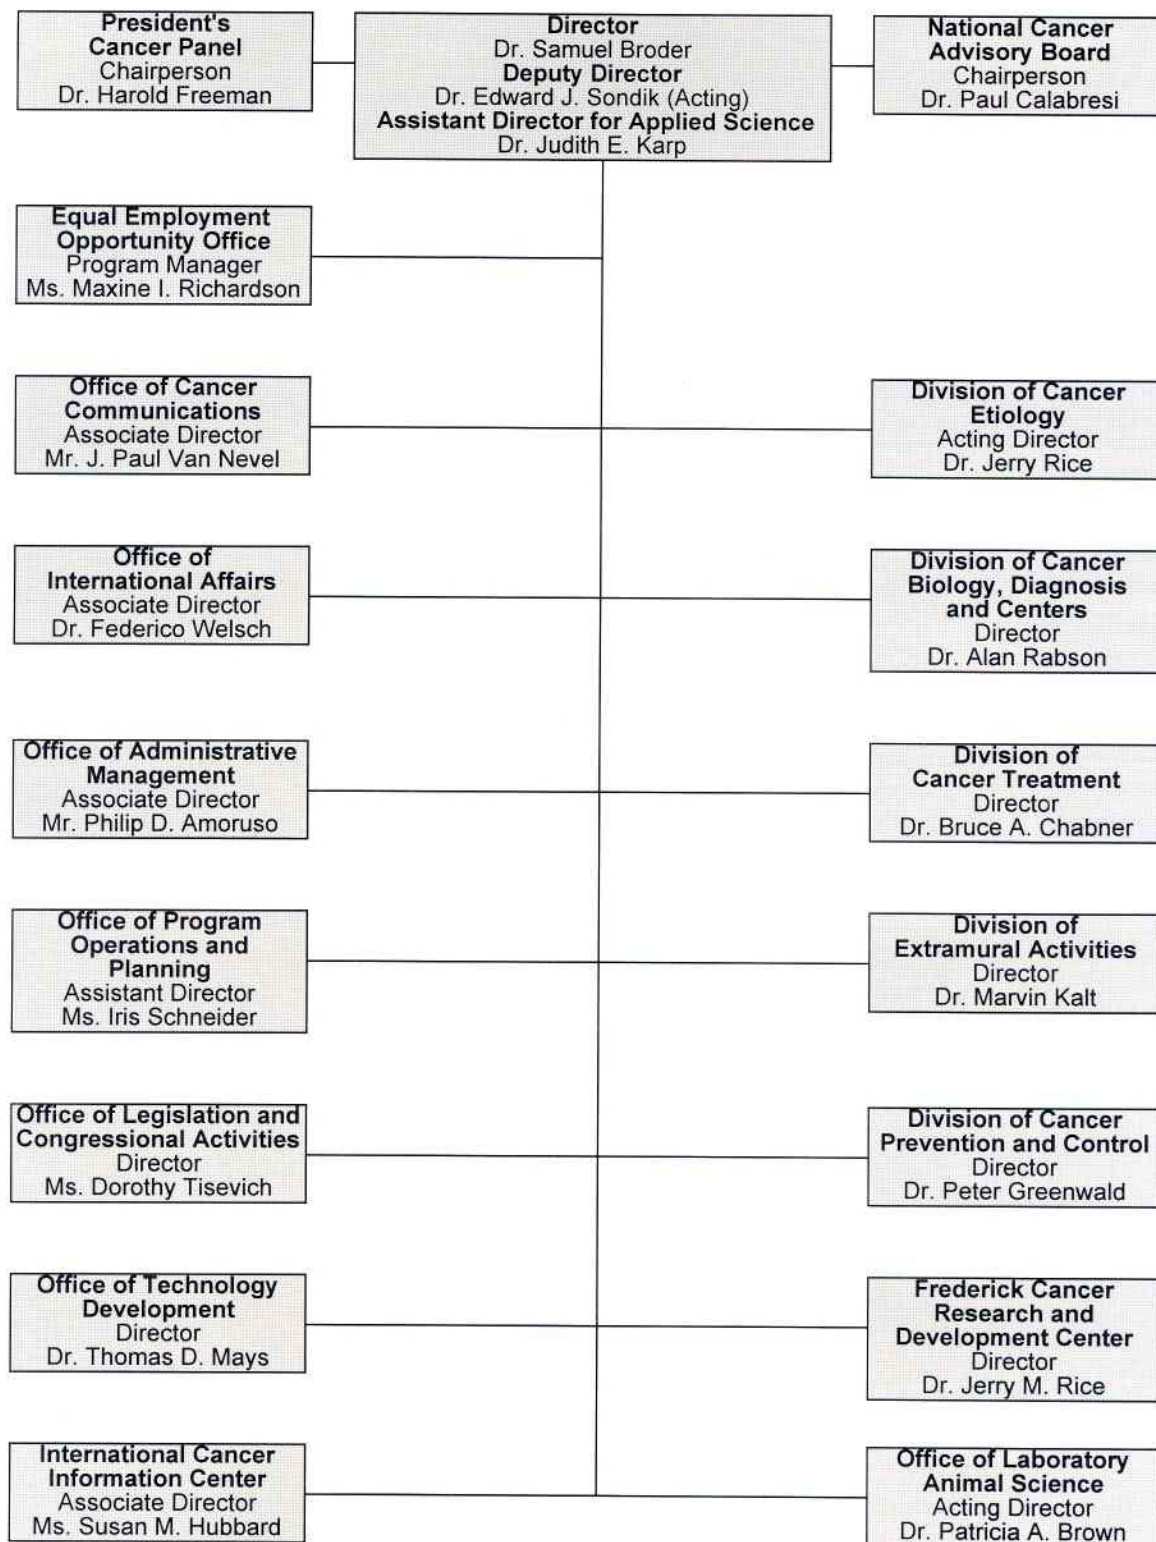 President's
Cancer Panel
Chairperson
Dr. Harold Freeman
Director
Dr. Samuel Broder
Deputy Director
Dr. Edward J. Sondik (Acting)
Assistant Director for Applied Science
Dr. Judith E. Karp
National Cancer
Advisory Board
Chairperson
Dr. Paul Calabresi
Equal Employment
Opportunity Office
Program Manager
Ms. Maxine I. Richardson
Office of Cancer
Communications
Associate Director
Mr. J. Paul Van Nevel
Division of Cancer
Etiology
Acting Director
Dr. Jerry Rice
Office of
International Affairs
Associate Director
Dr. Federico Welsch
Division of Cancer
Biology, Diagnosis
and Centers
Director
Dr. Alan Rabson
Office of Administrative
Management
Associate Director
Mr. Philip D. Amoruso
Division of
Cancer Treatment
Director
Dr. Bruce A. Chabner
Office of Program
Operations and
Planning
Assistant Director
Ms. Iris Schneider
Division of
Extramural Activities
Director
Dr. Marvin Kalt
Office of Legislation and
Congressional Activities
Director
Ms. Dorothy Tisevich
Division of Cancer
Prevention and Control
Director
Dr. Peter Greenwald
Office of Technology
Development
Director
Dr. Thomas D. Mays
Frederick Cancer
Research and
Development Center
Director
Dr. Jerry M. Rice
International Cancer
Information Center
Associate Director
Ms. Susan M. Hubbard
Office of Laboratory
Animal Science
Acting Director
Dr. Patricia A. Brown